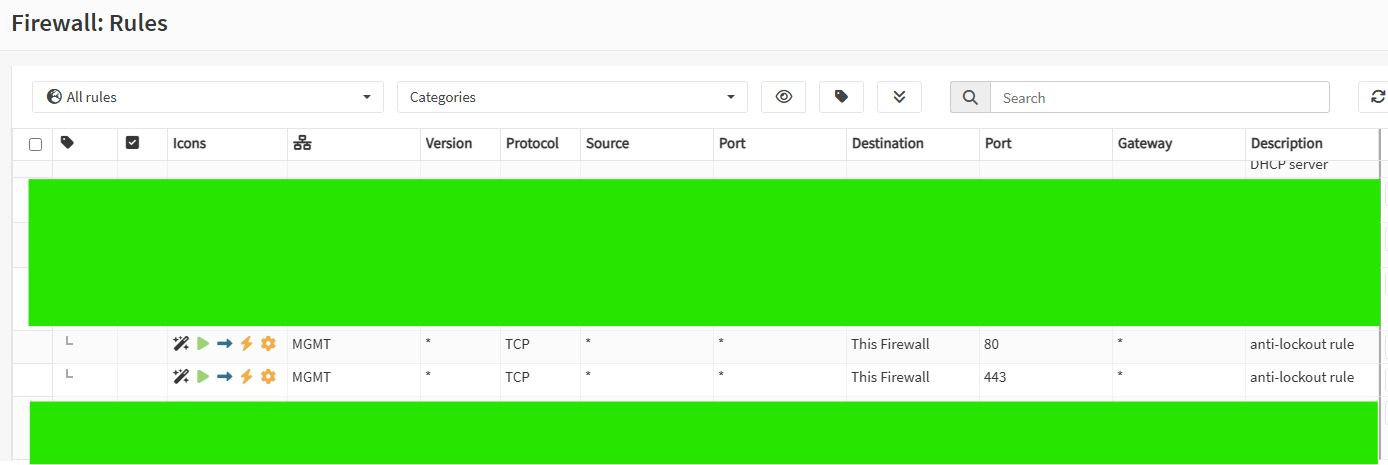 Firewall: Rules
All rules Categories Search
Icons Version Protocol Source Port Destination Port Gateway Description
DHCP server
MGMT * TCP * * This Firewall 80 * anti-lockout rule
MGMT * TCP * * This Firewall 443 * anti-lockout rule